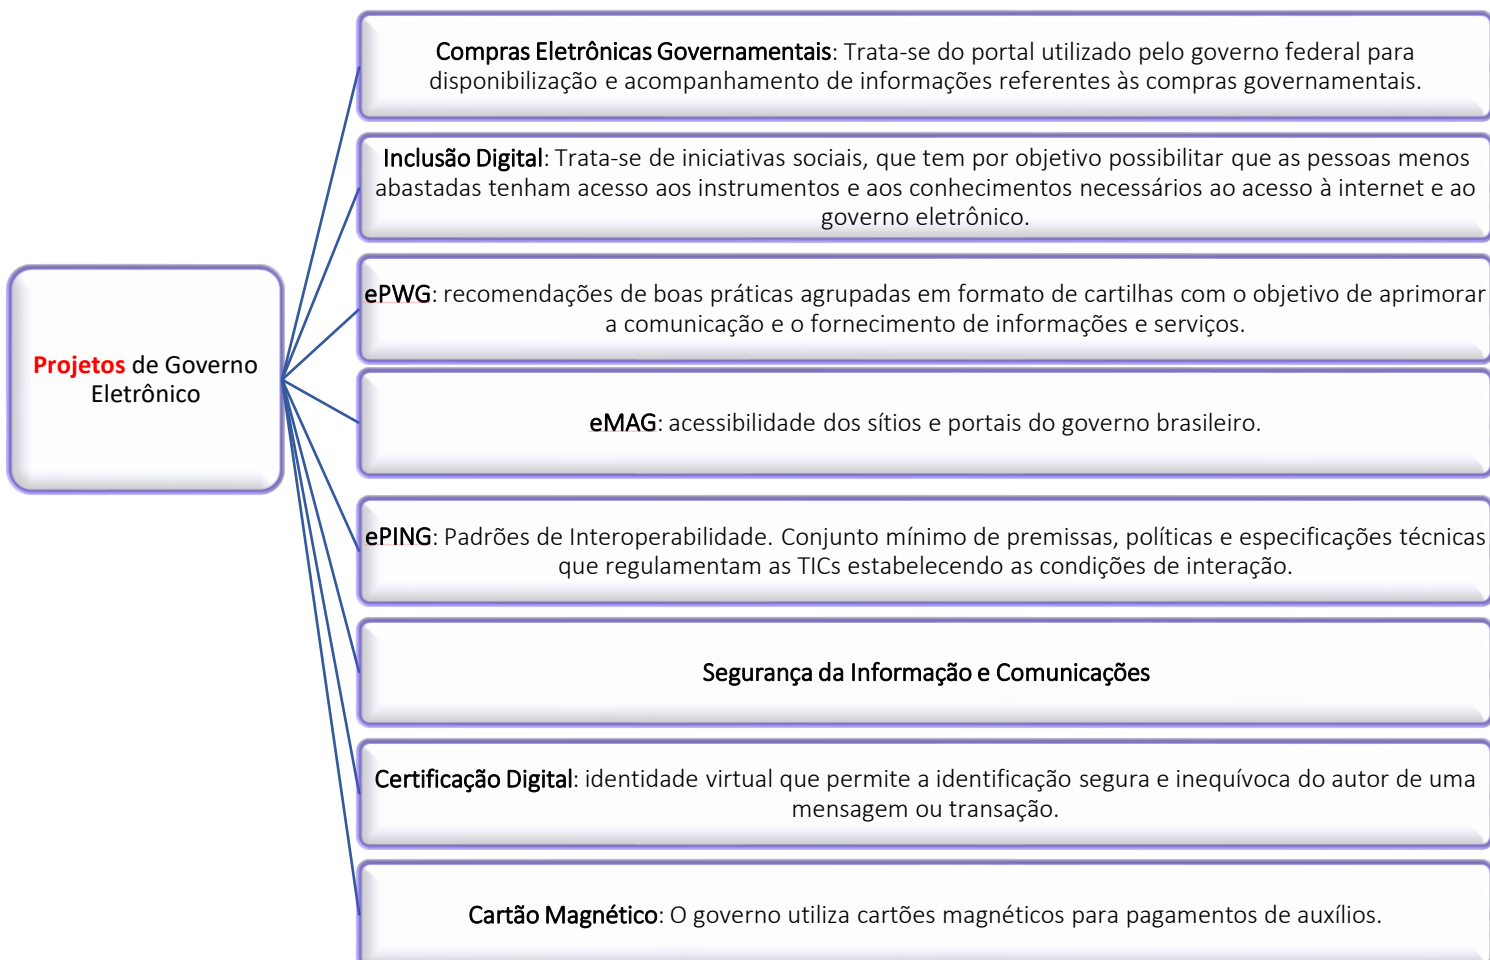 Compras Eletrônicas Governamentais: Trata-se do portal utilizado pelo governo federal para
disponibilização e acompanhamento de informações referentes às compras governamentais.
Inclusão Digital: Trata-se de iniciativas sociais, que tem por objetivo possibilitar que as pessoas menos
abastadas tenham acesso aos instrumentos e aos conhecimentos necessários ao acesso à internet e ao
governo eletrônico.
ePWG: recomendações de boas práticas agrupadas em formato de cartilhas com o objetivo de aprimorar
a comunicação e o fornecimento de informações e serviços.
Projetos de Governo
Eletrônico
eMAG: acessibilidade dos sítios e portais do governo brasileiro.
ePING: Padrões de Interoperabilidade. Conjunto mínimo de premissas, políticas e especificações técnicas
que regulamentam as TICs estabelecendo as condições de interação.
Segurança da Informação e Comunicações
Certificação Digital: identidade virtual que permite a identificação segura e inequívoca do autor de uma
mensagem ou transação.
Cartão Magnético: O governo utiliza cartões magnéticos para pagamentos de auxílios.